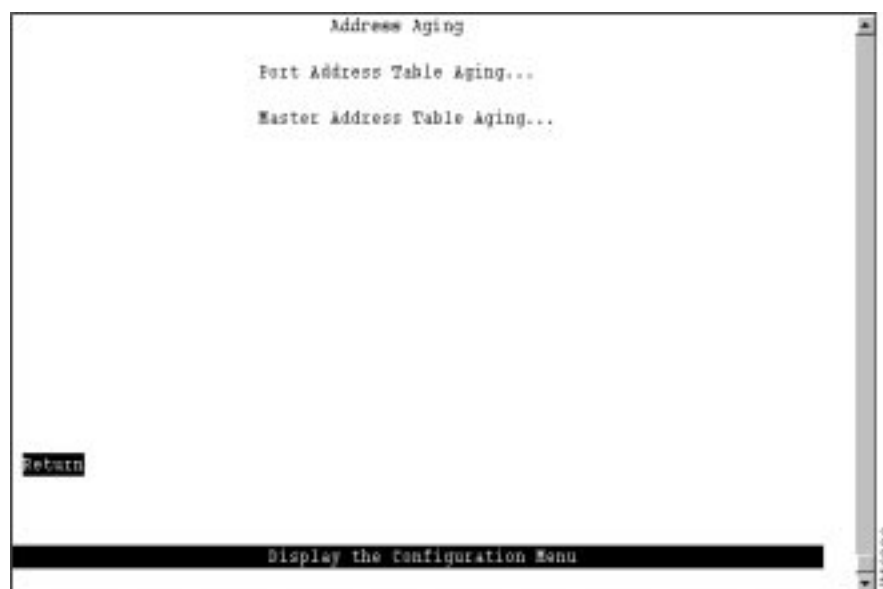 Address Aging
Port Address Table Aging...
Master Address Table Aging...
Return
Display the Configuration Menu